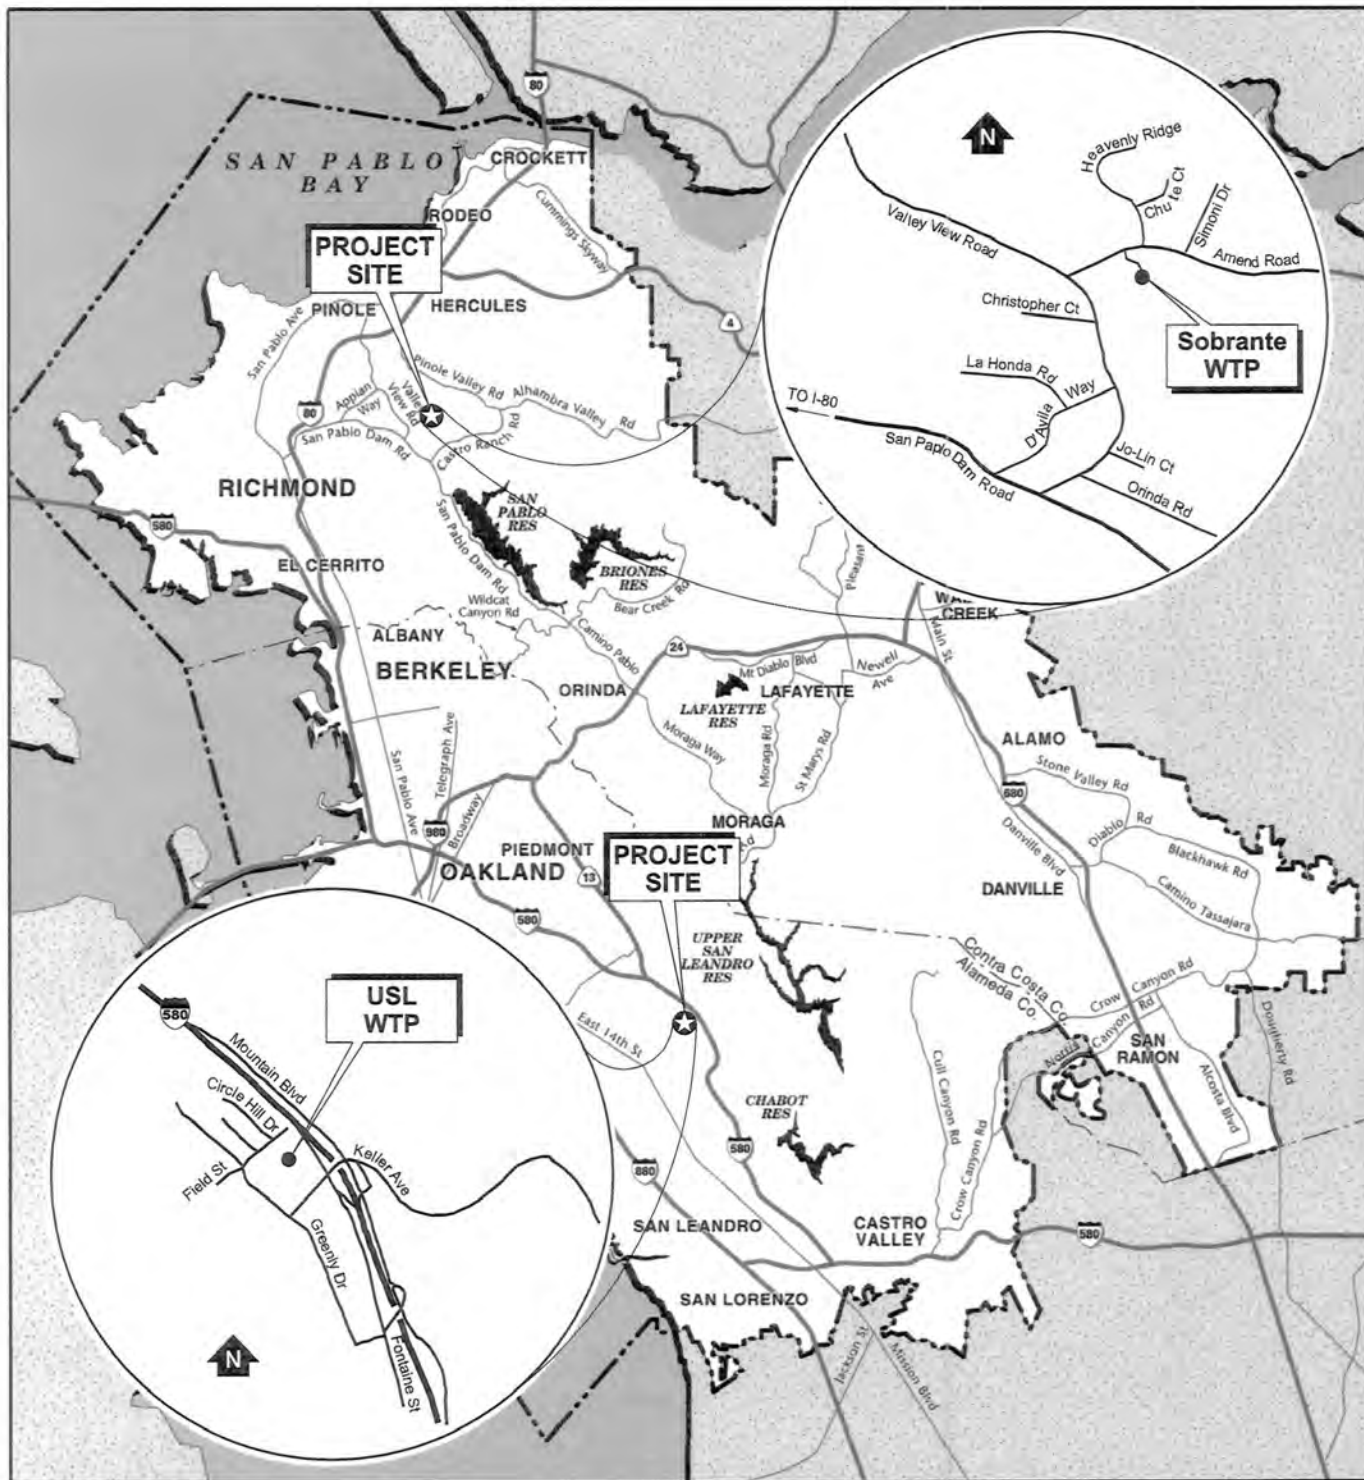 80
SAN PABLO
BAY
CROCKETT
RODEO
Cummings Skyway
PROJECT
SITE
PINOLE
HERCULES
4
San Pablo Ave
80
Appian
Way
Valley
View Rd
Pinole Valley Rd
Alhambra Valley
Rd
San Pablo Dam Rd
Castro Ranch Rd
RICHMOND
580
EL CERRITO
SAN
PABLO
RES
San Pablo Dam Rd
BRIONES
RES
Bear Creek Rd
Wildcat
Canyon Rd
Camino Pablo
Pleasant
ALBANY
BERKELEY
ORINDA
24
Mt Diablo Blvd
LAFAYETTE
LAFAYETTE
RES
Newell
Ave
Main St
WA
CREEK
Moraga Way
Moraga Rd
St Marys Rd
ALAMO
Stone Valley Rd
680
Danville Blvd
Diablo
Rd
Blackhawk Rd
Camino Tassajara
DANVILLE
San Pablo Ave
Telegraph Ave
980
Broadway
PIEDMONT
OAKLAND
13
MORAGA
Rd
PROJECT
SITE
580
UPPER
SAN
LEANDRO
RES
East 14th St
Contra Costa Co.
Alameda Co.
Crow Canyon Rd
Norris
Canyon Rd
SAN
RAMON
Alcosta Blvd
Dougherty Rd
Cull Canyon Rd
Crow Canyon Rd
CHABOT
RES
580
880
SAN LEANDRO
CASTRO
VALLEY
580
SAN LORENZO
Jackson St
Mission Blvd
N
Heavenly Ridge
Chute Ct
Simoni Dr
Amend Road
Valley View Road
Christopher Ct
Sobrante
WTP
La Honda Rd
D'Avila
Way
TO I-80
San Paplo Dam Road
Jo-Lin Ct
Orinda Rd
USL
WTP
580
Mountain Blvd
Circle Hill Dr
Field St
Keller Ave
Greenly Dr
Fontaine St
N